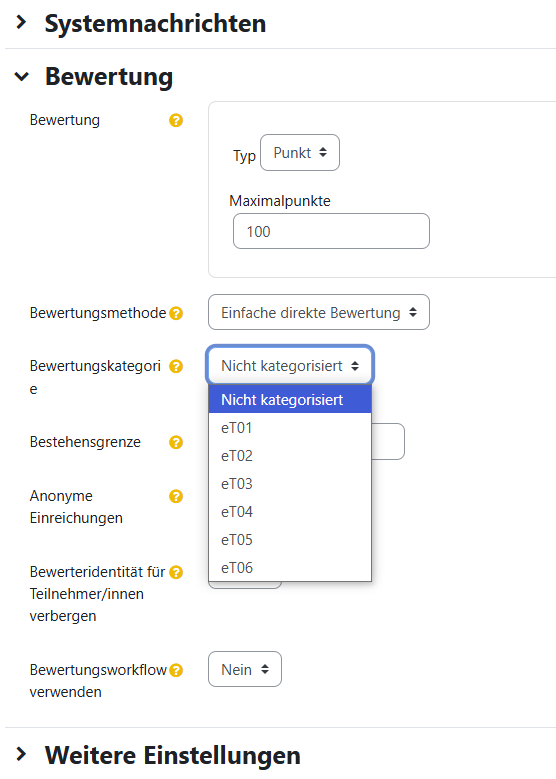 Systemnachrichten
Bewertung
Bewertung
Typ Punkt
Maximalpunkte
100
Bewertungsmethode Einfache direkte Bewertung
Bewertungskategori
e
Nicht kategorisiert
Nicht kategorisiert
eT01
eT02
eT03
eT04
eT05
eT06
Bestehensgrenze
Anonyme
Einreichungen
Bewerteridentität für
Teilnehmer/innen
verbergen
Bewertungsworkflow
verwenden
Nein
Weitere Einstellungen